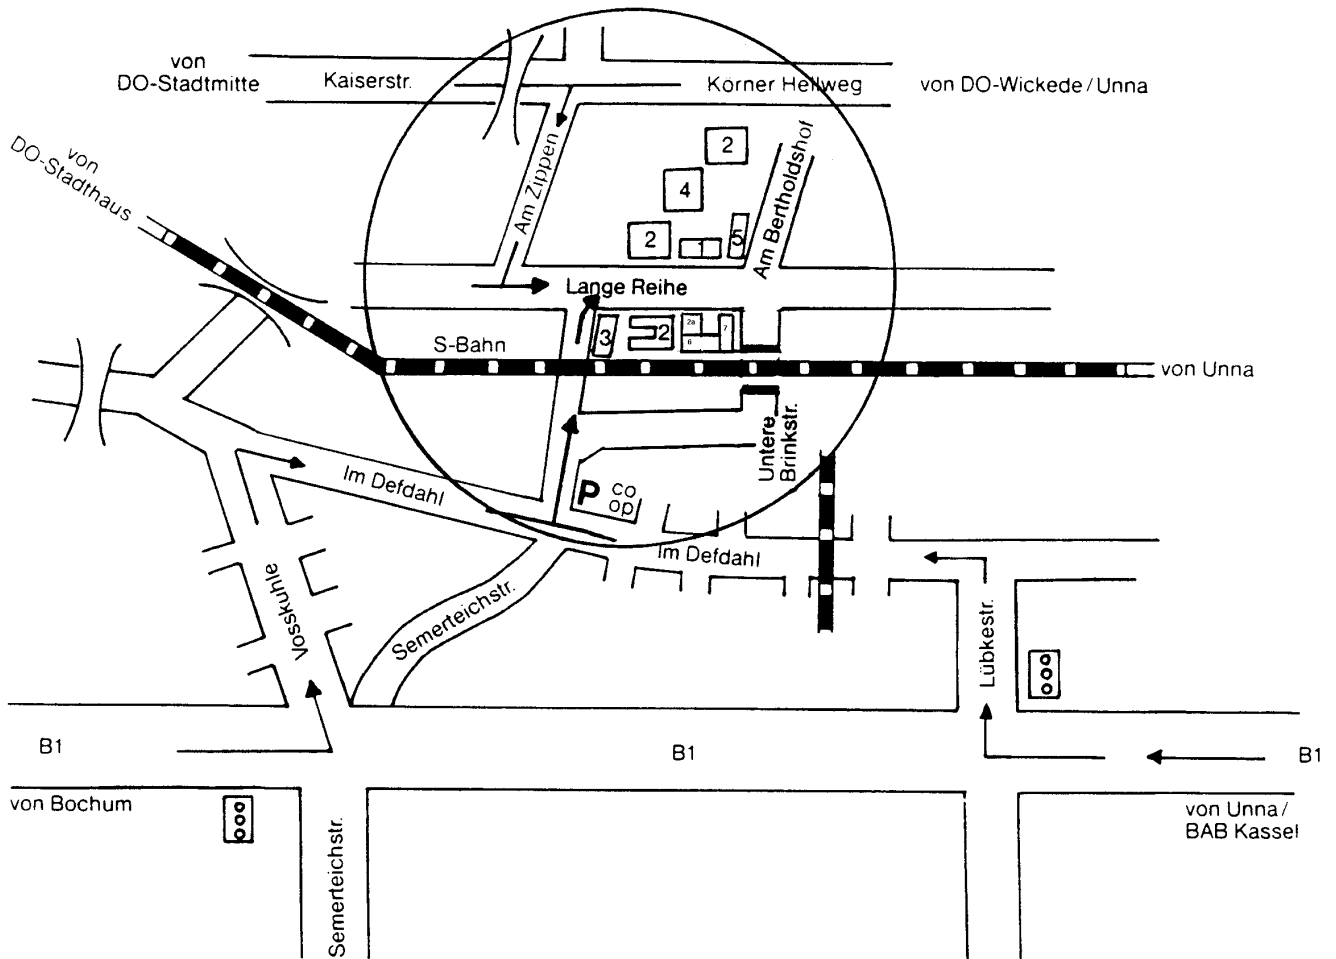 von
DO-Stadtmitte
Kaiserstr.
Körner Hellweg
von DO-Wickede/Unna
von
DO-Stadthaus
Am Zippen
2
4
2
1
5
Am Bertholdshof
Lange Reihe
S-Bahn
3
2
2a
6
7
von Unna
Untere
Brinkstr.
Im Defdahl
P
co
op
Im Defdahl
Vosskuhle
Semerteichstr.
Lübkestr.
B1
B1
B1
von Bochum
von Unna/
BAB Kassel
Semerteichstr.